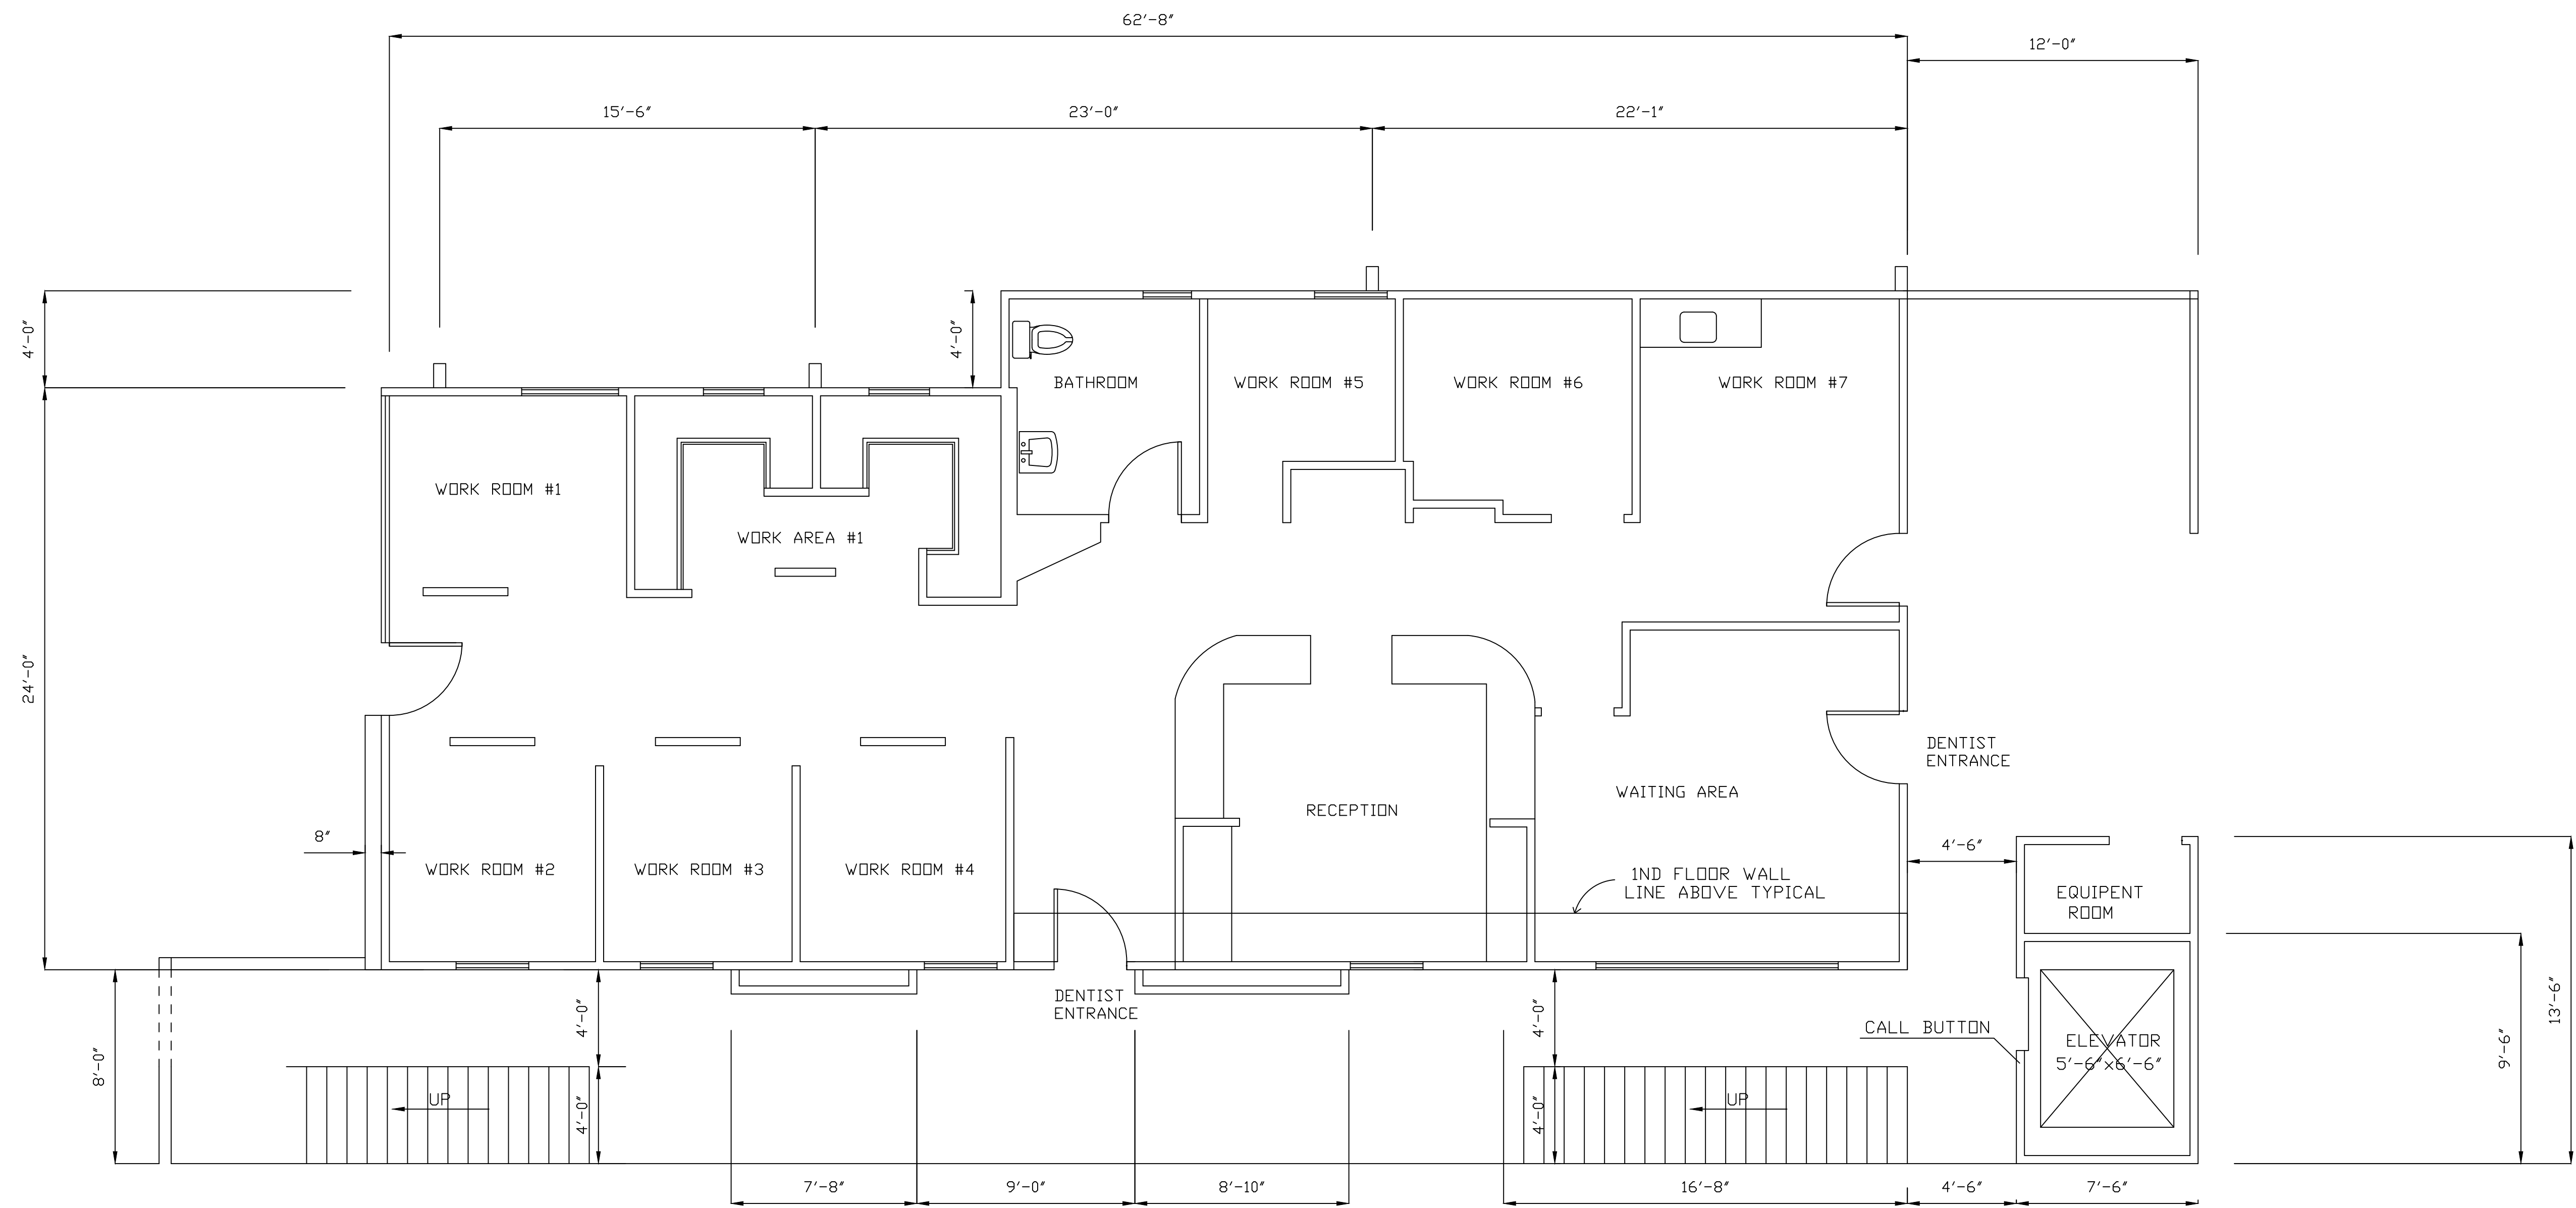 62'-8"
12'-0"
15'-6"
23'-0"
22'-1"
4'-0"
4'-0"
BATHROOM
WORK ROOM #5
WORK ROOM #6
WORK ROOM #7
WORK ROOM #1
WORK AREA #1
24'-0"
DENTIST
ENTRANCE
WAITING AREA
RECEPTION
8"
4'-6"
WORK ROOM #2
WORK ROOM #3
WORK ROOM #4
1ND FLOOR WALL
LINE ABOVE TYPICAL
EQUIPENT
ROOM
DENTIST
ENTRANCE
4'-0"
4'-0"
13'-6"
CALL BUTTON
ELEVATOR
5'-6"x6'-6"
9'-6"
8'-0"
UP
4'-0"
4'-0"
UP
7'-8"
9'-0"
8'-10"
16'-8"
4'-6"
7'-6"